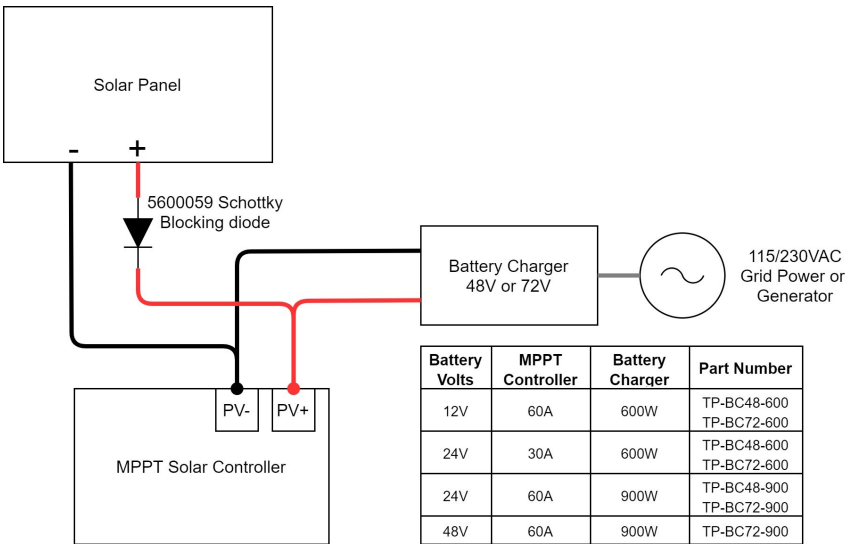 Solar Panel
- +
5600059 Schottky
Blocking diode
Battery Charger
48V or 72V
115/230VAC
Grid Power or
Generator
PV- PV+
MPPT Solar Controller
Battery Volts MPPT Controller Battery Charger Part Number
12V 60A 600W TP-BC48-600
TP-BC72-600
24V 30A 600W TP-BC48-600
TP-BC72-600
24V 60A 900W TP-BC48-900
TP-BC72-900
48V 60A 900W TP-BC72-900